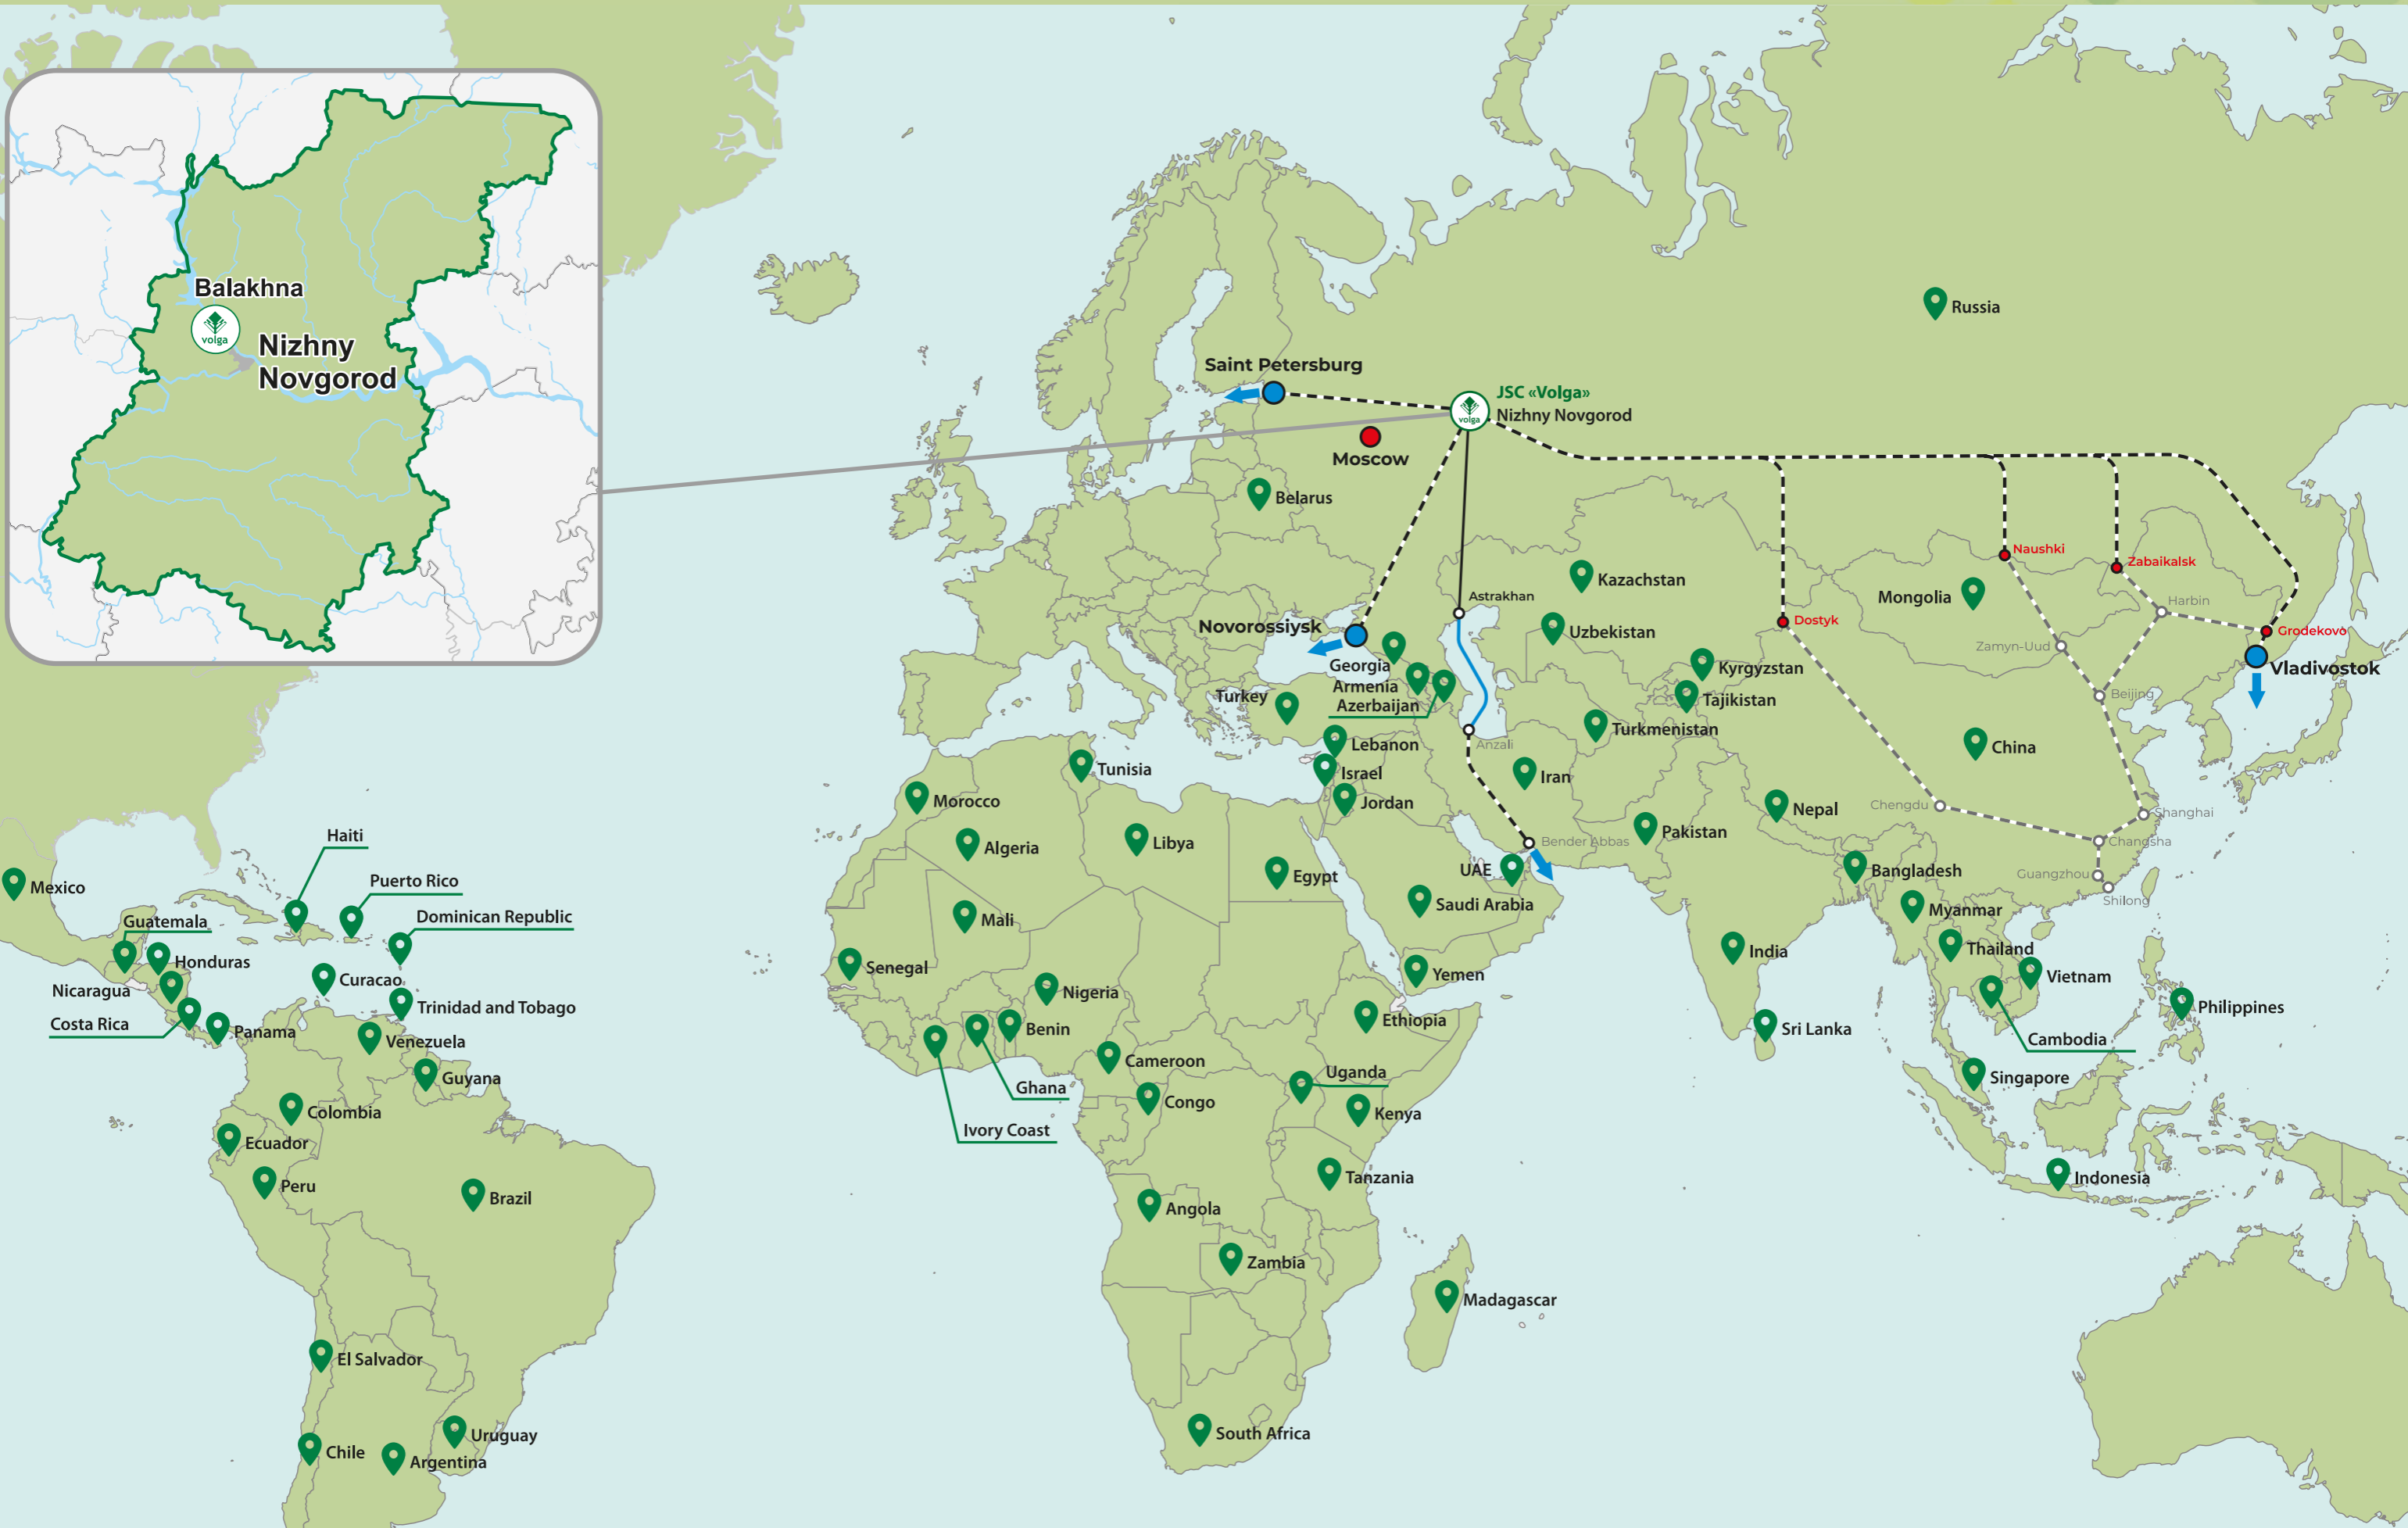 Balakhna
volga
Nizhny
Novgorod
Russia
Saint Petersburg
JSC «Volga»
volga
Nizhny Novgorod
Moscow
Belarus
Naushki
Zabaikalsk
Kazachstan
Astrakhan
Mongolia
Harbin
Dostyk
Novorossiysk
Uzbekistan
Grodekovo
Zamyn-Uud
Georgia
Kyrgyzstan
Vladivostok
Armenia
Turkey
Azerbaijan
Tajikistan
Beijing
Turkmenistan
Lebanon
Anzali
China
Tunisia
Israel
Iran
Morocco
Jordan
Nepal
Chengdu
Shanghai
Haiti
Algeria
Libya
Pakistan
Bender Abbas
Changsha
Mexico
Puerto Rico
Egypt
UAE
Bangladesh
Guangzhou
Shilong
Guatemala
Dominican Republic
Mali
Saudi Arabia
Myanmar
Honduras
Senegal
India
Thailand
Nicaragua
Curacao
Yemen
Vietnam
Nigeria
Costa Rica
Trinidad and Tobago
Philippines
Panama
Benin
Ethiopia
Sri Lanka
Venezuela
Cambodia
Cameroon
Guyana
Ghana
Uganda
Singapore
Colombia
Congo
Kenya
Ecuador
Ivory Coast
Peru
Tanzania
Indonesia
Brazil
Angola
Zambia
Madagascar
El Salvador
Uruguay
South Africa
Chile
Argentina